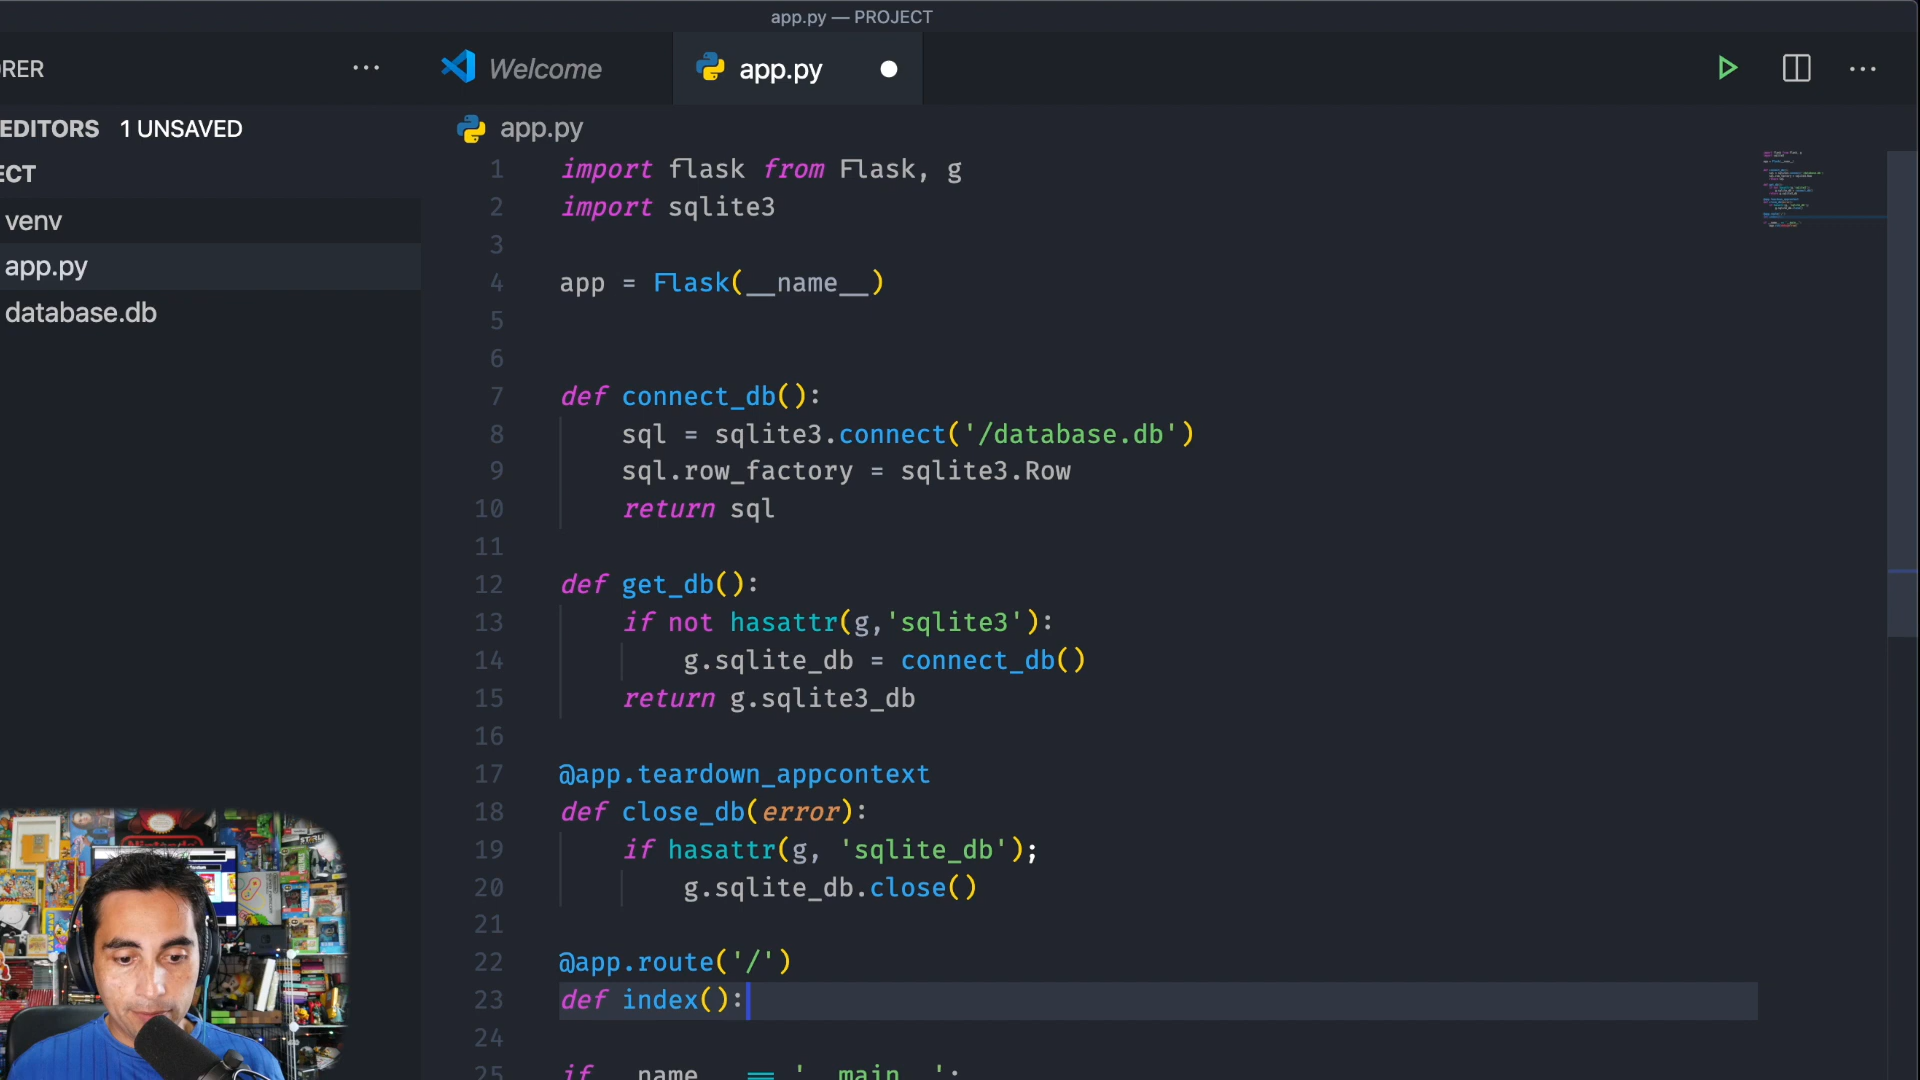 app.py — PROJECT
RER
Welcome
app.py
EDITORS 1 UNSAVED
app.py
ECT
venv
app.py
database.db
1 import flask from Flask, g
2 import sqlite3
3
4 app = Flask(__name__)
5
6
7 def connect_db():
8 sql = sqlite3.connect('/database.db')
9 sql.row_factory = sqlite3.Row
10 return sql
11
12 def get_db():
13 if not hasattr(g,'sqlite3'):
14 g.sqlite_db = connect_db()
15 return g.sqlite3_db
16
17 @app.teardown_appcontext
18 def close_db(error):
19 if hasattr(g, 'sqlite_db');
20 g.sqlite_db.close()
21
22 @app.route('/')
23 def index():
24
25 if __name__ == '__main__':